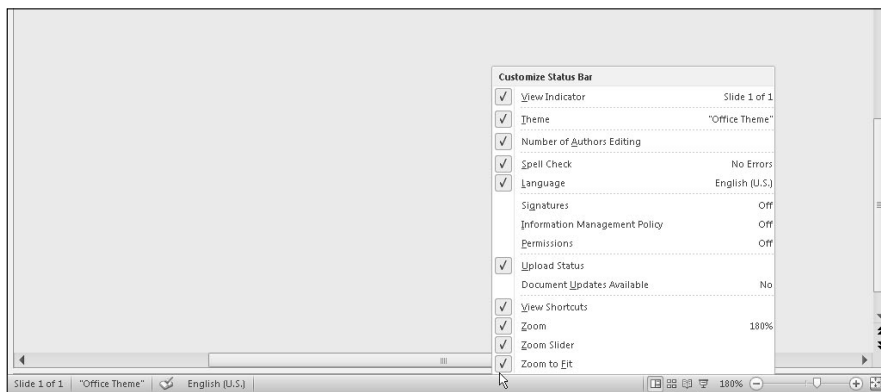 Customize Status Bar
View Indicator Slide 1 of 1
Theme "Office Theme"
Number of Authors Editing
Spell Check No Errors
Language English (U.S.)
Signatures Off
Information Management Policy Off
Permissions Off
Upload Status
Document Updates Available No
View Shortcuts
Zoom 180%
Zoom Slider
Zoom to Fit
Slide 1 of 1 "Office Theme" English (U.S.) 180%